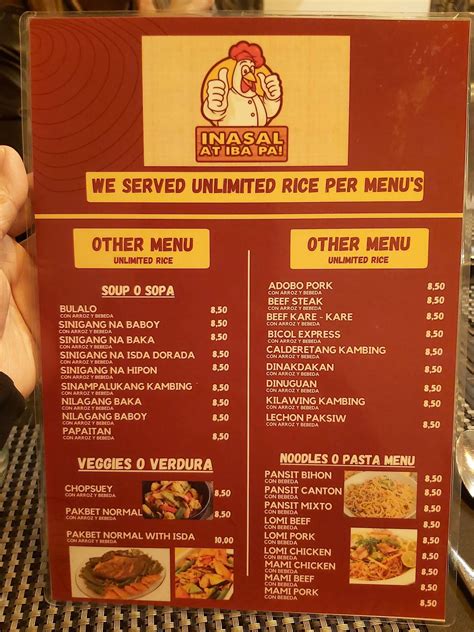 INASAL
AT IBA PA!
WE SERVED UNLIMITED RICE PER MENU'S
OTHER MENU
UNLIMITED RICE
SOUP O SOPA
BULALO 8,50
CON ARROZ Y BEBEDA
SINIGANG NA BABOY 8,50
CON ARROZ Y BEBEDA
SINIGANG NA BAKA 8,50
CON ARROZ Y BEBEDA
SINIGANG NA ISDA DORADA 8,50
CON ARROZ Y BEBEDA
SINIGANG NA HIPON 8,50
CON ARROZ Y BEBEDA
SINAMPALUKANG KAMBING 8,50
CON ARROZ Y BEBEDA
NILAGANG BAKA 8,50
CON ARROZ Y BEBEDA
NILAGANG BABOY 8,50
CON ARROZ Y BEBEDA
PAPAITAN 8,50
CON ARROZ Y BEBEDA
VEGGIES O VERDURA
CHOPSUEY 8,50
CON ARROZ Y BEBEDA
PAKBET NORMAL 8,50
CON ARROZ Y BEBEDA
PAKBET NORMAL WITH ISDA 10,00
CON ARROZ Y BEBEDA
OTHER MENU
UNLIMITED RICE
ADOBO PORK 8,50
CON ARROZ Y BEBEDA
BEEF STEAK 8,50
CON ARROZ Y BEBEDA
BEEF KARE - KARE 8,50
CON ARROZ Y BEBEDA
BICOL EXPRESS 8,50
CON ARROZ Y BEBEDA
CALDERETANG KAMBING 8,50
CON ARROZ Y BEBEDA
DINAKDAKAN 8,50
CON ARROZ Y BEBEDA
DINUGUAN 8,50
CON ARROZ Y BEBEDA
KILAWING KAMBING 8,50
CON ARROZ Y BEBEDA
LECHON PAKSIW 8,50
CON ARROZ Y BEBEDA
NOODLES O PASTA MENU
PANSIT BIHON 8,50
CON BEBEDA
PANSIT CANTON 8,50
CON BEBEDA
PANSIT MIXTO 8,50
CON BEBEDA
LOMI BEEF 8,50
CON BEBEDA
LOMI PORK 8,50
CON BEBEDA
LOMI CHICKEN 8,50
CON BEBEDA
MAMI CHICKEN 8,50
CON BEBEDA
MAMI BEEF 8,50
CON BEBEDA
MAMI PORK 8,50
CON BEBEDA